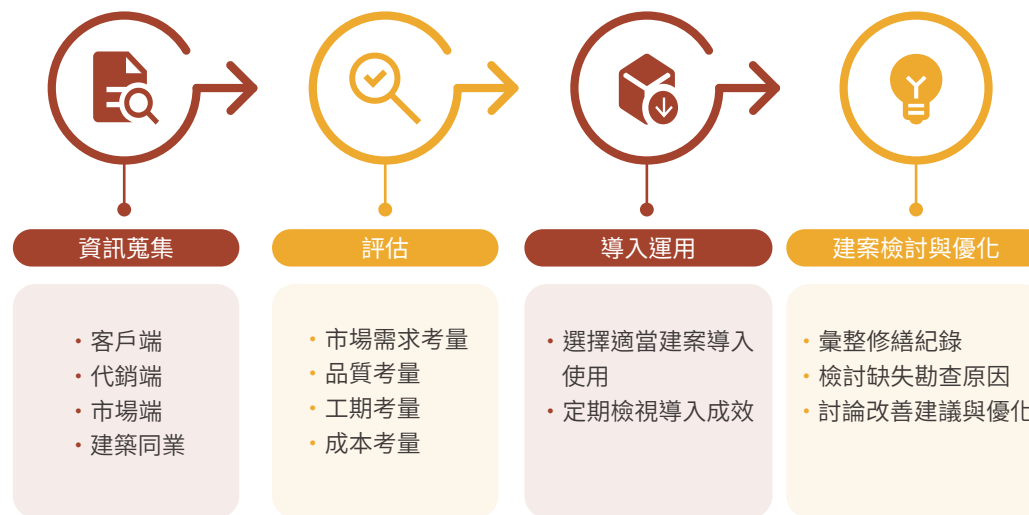 資訊蒐集
評估
導入運用
建案檢討與優化
・客戶端
・代銷端
・市場端
・建築同業
・市場需求考量
・品質考量
・工期考量
・成本考量
・選擇適當建案導入
使用
・定期檢視導入成效
・彙整修繕紀錄
・檢討缺失勘查原因
・討論改善建議與優化